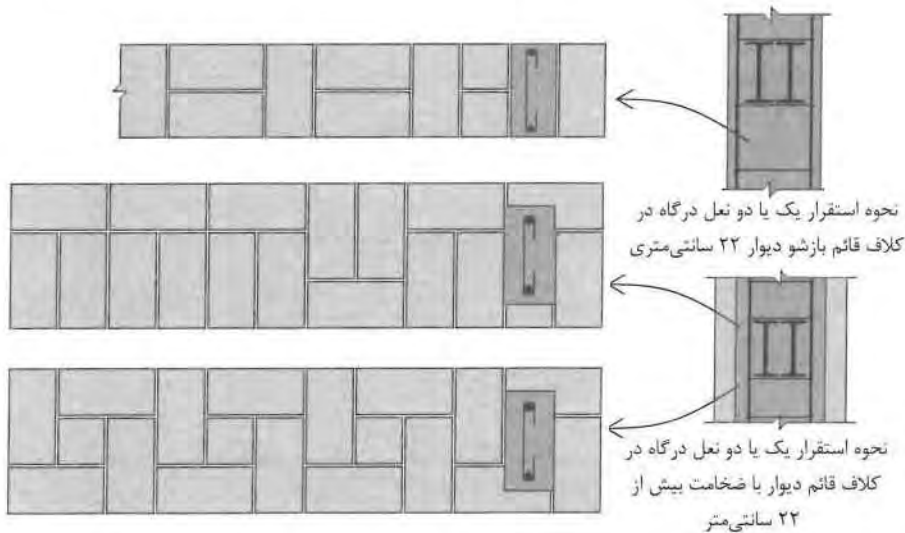 نحوه استقرار یک یا دو نعل درگاه در
کلاف قائم بازشو دیوار ۲۲ سانتی‌متری
نحوه استقرار یک یا دو نعل درگاه در
کلاف قائم دیوار با ضخامت بیش از
۲۲ سانتی‌متر